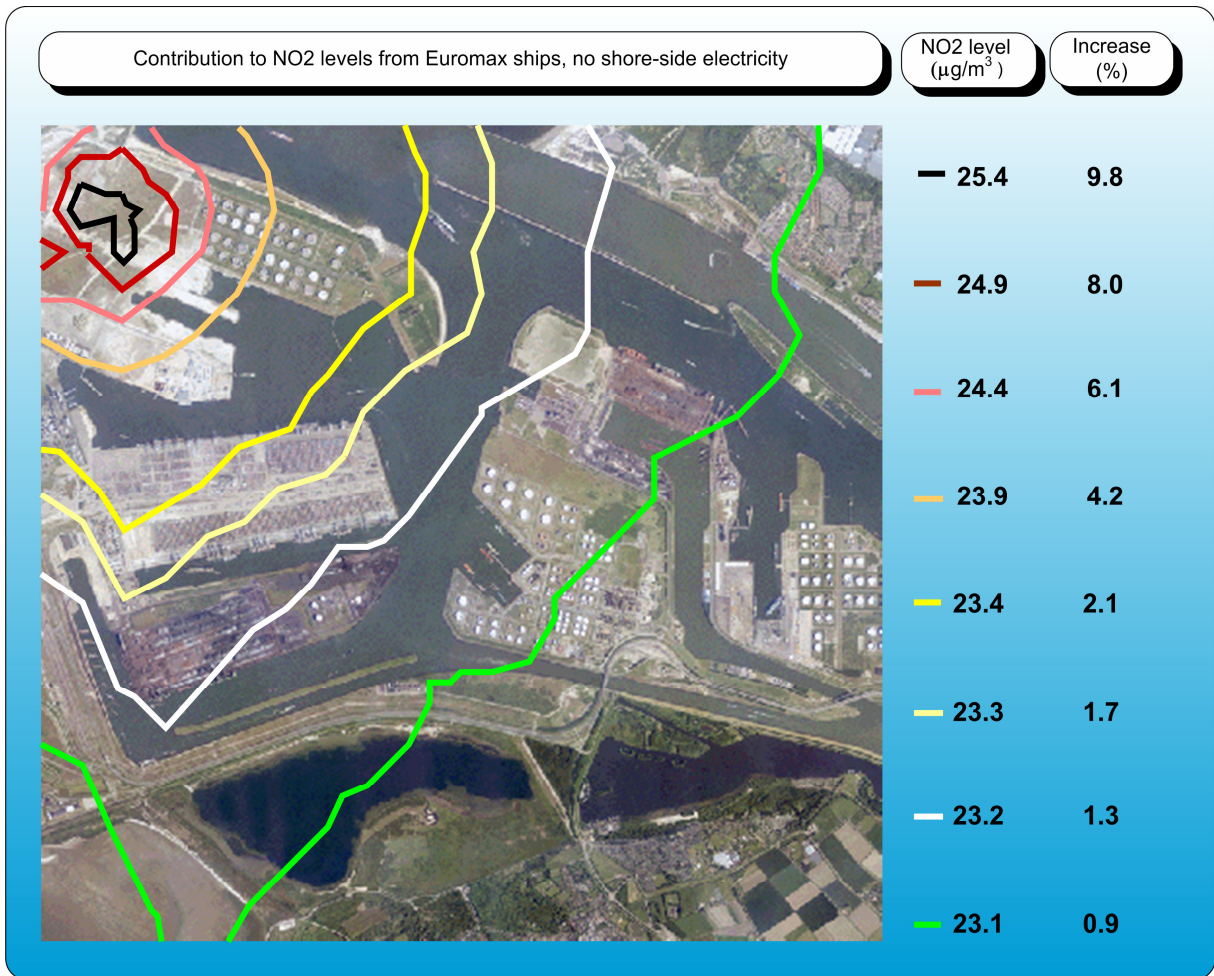 Contribution to NO2 levels from Euromax ships, no shore-side electricity
NO2 level
(μg/m³ )
Increase
(%)
25.4 9.8
24.9 8.0
24.4 6.1
23.9 4.2
23.4 2.1
23.3 1.7
23.2 1.3
23.1 0.9